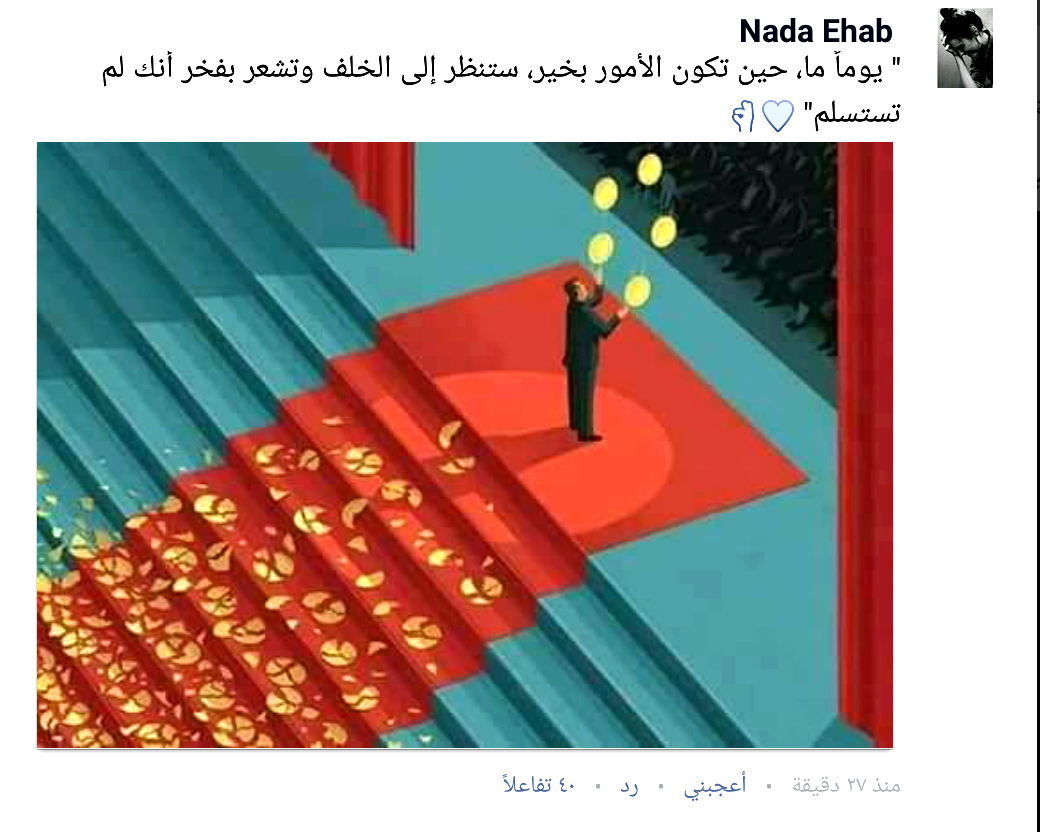 Nada Ehab
" يوماً ما، حين تكون الأمور بخير، ستنظر إلى الخلف وتشعر بفخر أنك لم
تستسلم"
منذ ٢٧ دقيقة • أعجبني • رد • ٤٠ تفاعلاً